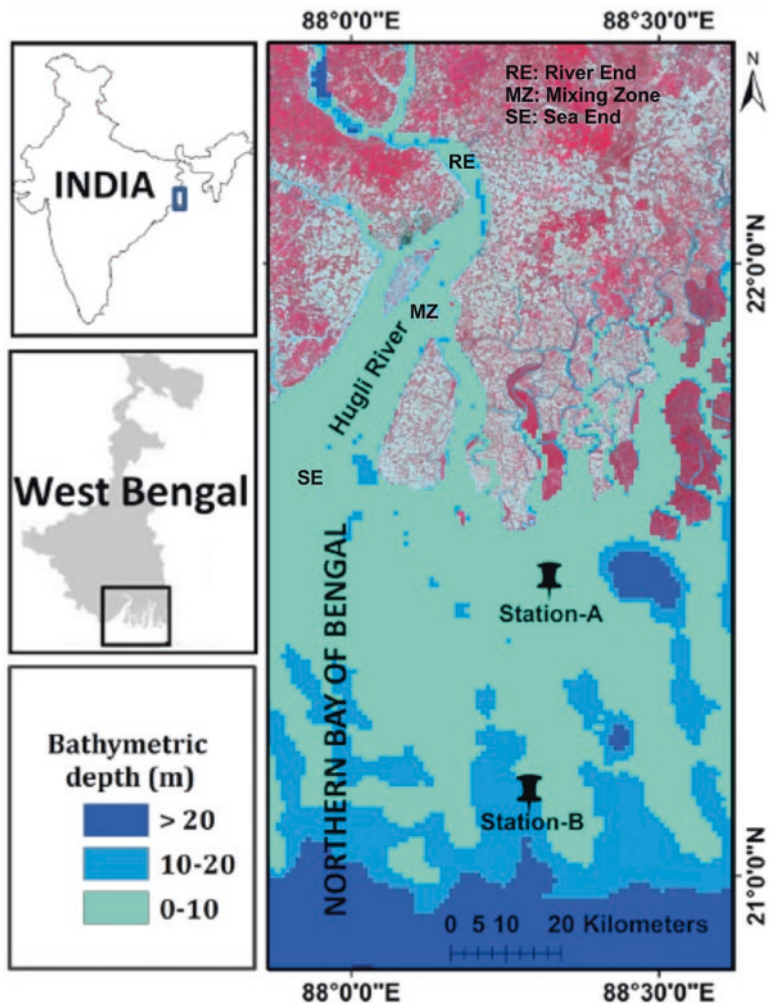 88°0'0"E
88°30'0"E
N
INDIA
RE: River End
MZ: Mixing Zone
SE: Sea End
RE
22°0'0"N
MZ
Hugli River
West Bengal
SE
NORTHERN BAY OF BENGAL
Station-A
Bathymetric
depth (m)
> 20
10-20
0-10
Station-B
21°0'0"N
0 5 10 20 Kilometers
88°0'0"E
88°30'0"E